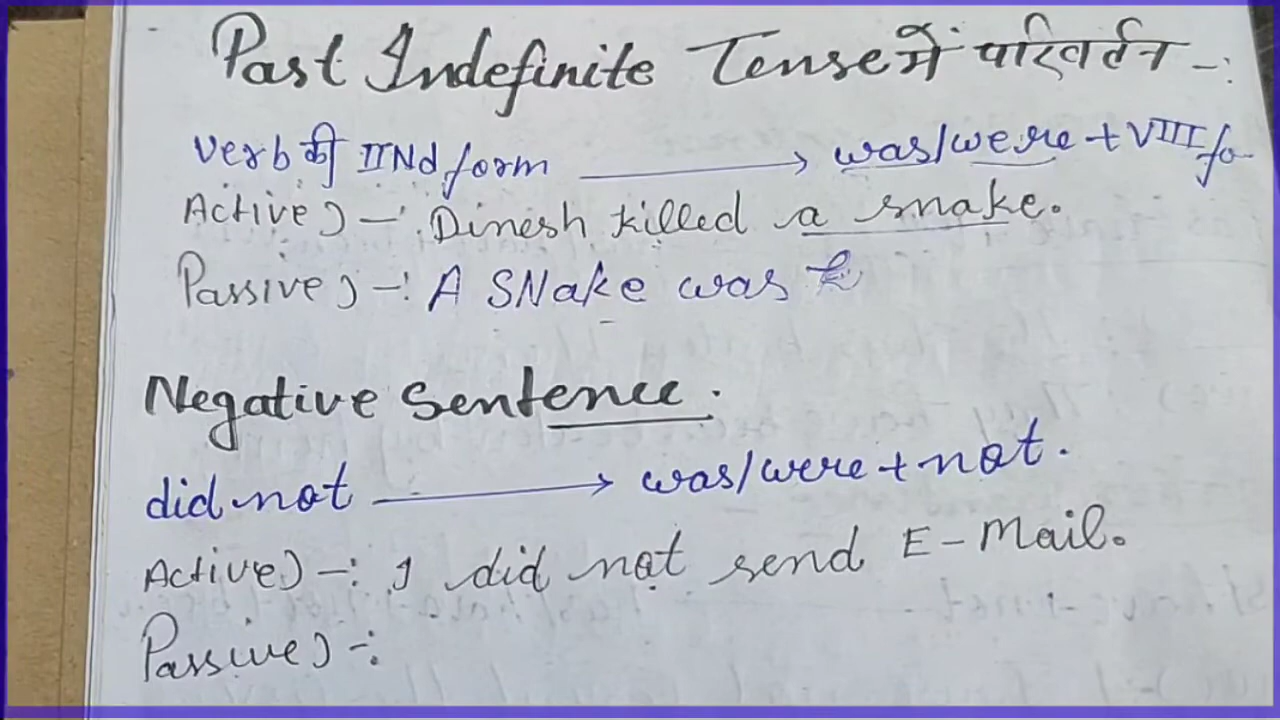 Past Indefinite Tense में परिवर्तन -:
Verb की IINd form → was/were + VIII fo
Active) -: Dinesh killed a snake.
Passive) -: A SNake was k
Negative Sentence.
did not → was/were + not.
Active) -: I did not send E-Mail.
Passive) -: